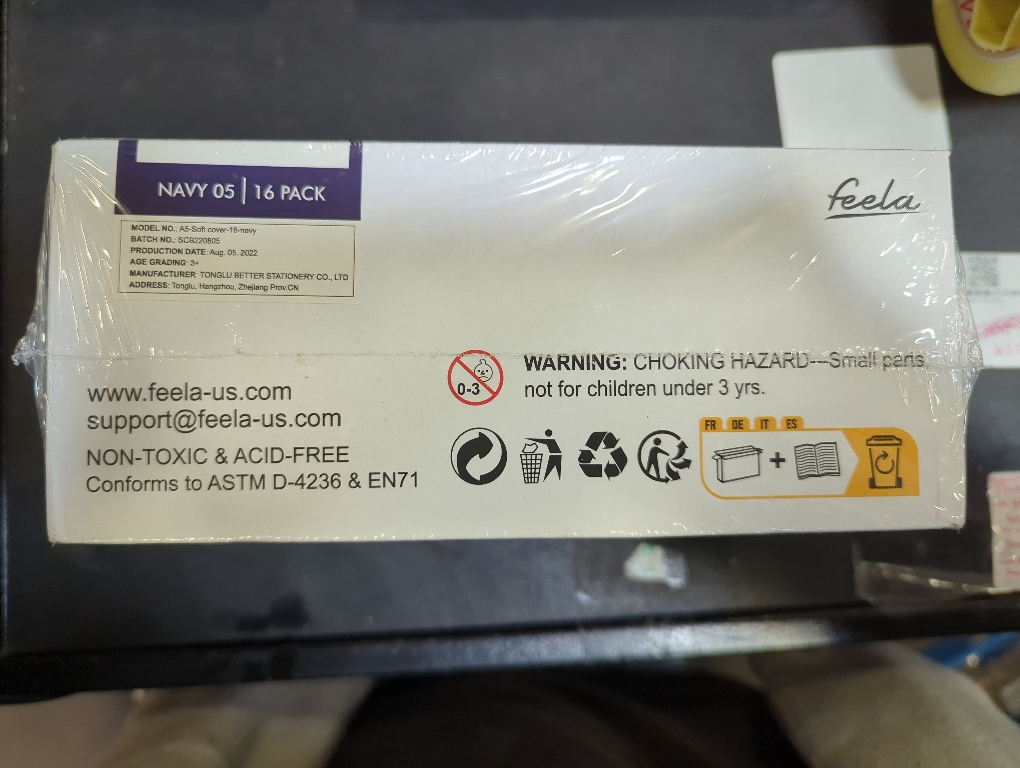 NAVY 05 | 16 PACK
feela
MODEL NO.: A5-Soft cover-16-navy
BATCH NO.: SCB220805
PRODUCTION DATE: Aug. 05. 2022
AGE GRADING: 3+
MANUFACTURER: TONGLU BETTER STATIONERY CO., LTD
ADDRESS: Tonglu, Hangzhou, Zhejiang Prov.CN
0-3
WARNING: CHOKING HAZARD---Small parts,
not for children under 3 yrs.
www.feela-us.com
support@feela-us.com
NON-TOXIC & ACID-FREE
Conforms to ASTM D-4236 & EN71
FR DE IT ES
+